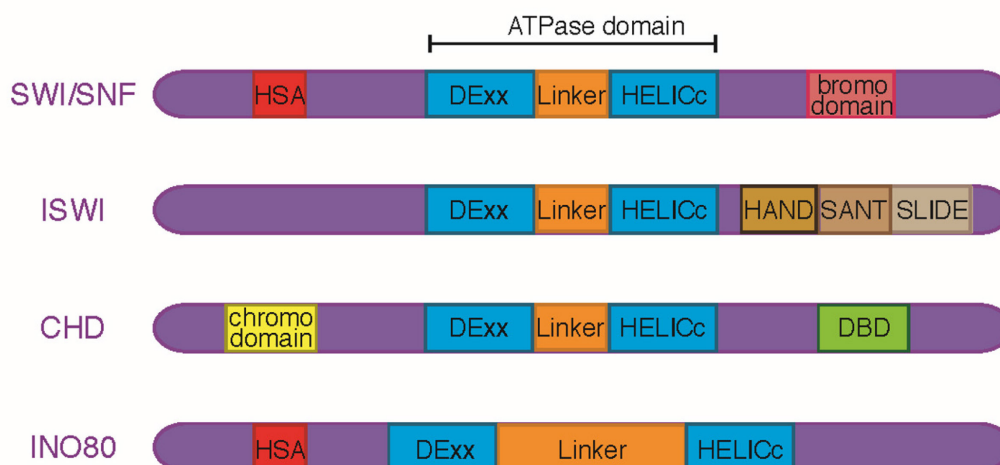 ATPase domain
SWI/SNF HSA DExx Linker HELICc bromo
domain
ISWI DExx Linker HELICc HAND SANT SLIDE
CHD chromo
domain DExx Linker HELICc DBD
INO80 HSA DExx Linker HELICc